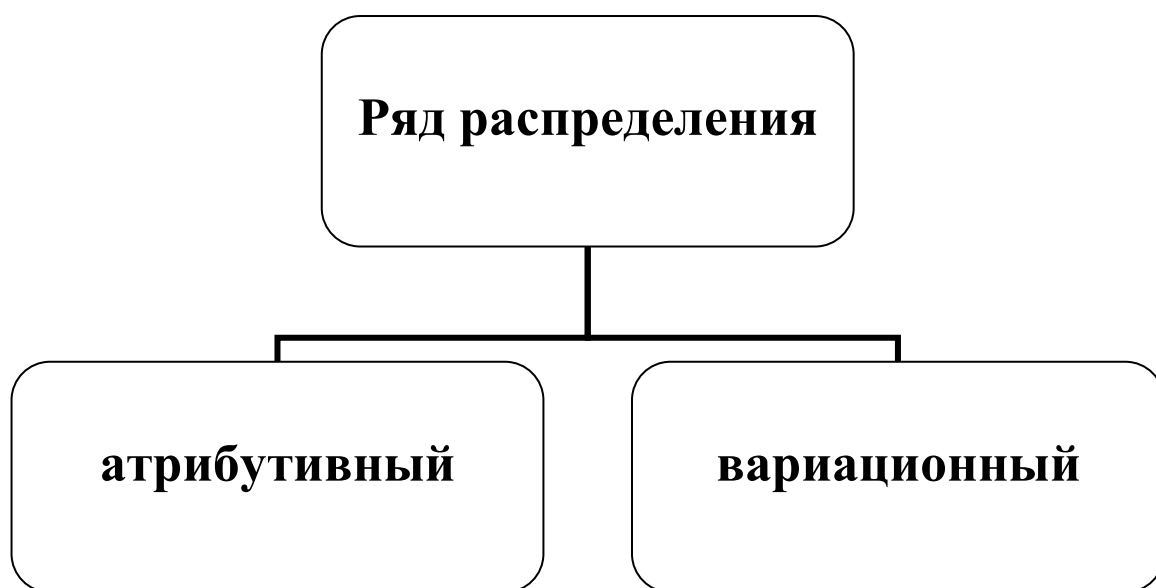 Ряд распределения
атрибутивный
вариационный